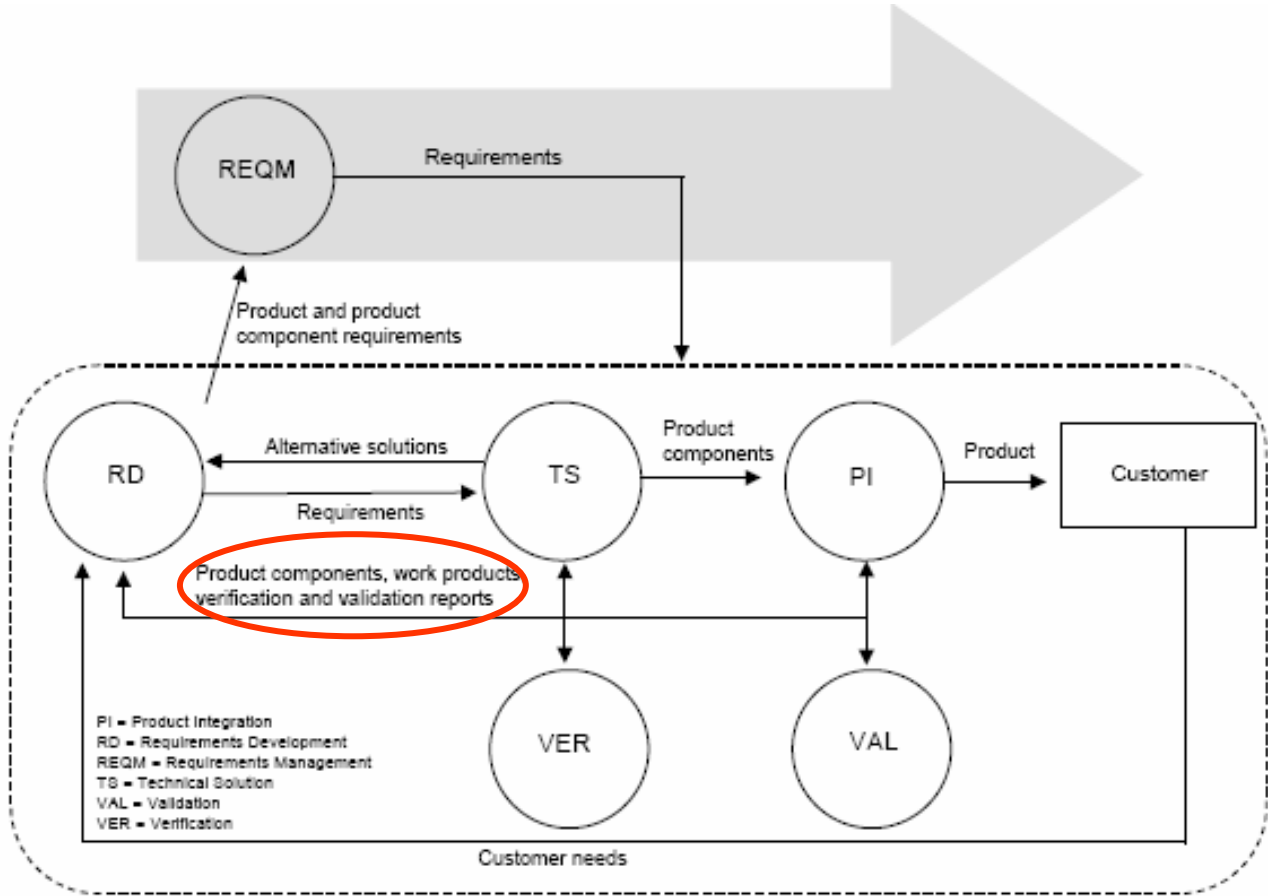 REQM
Requirements
Product and product
component requirements
RD
Alternative solutions
Requirements
TS
Product
components
PI
Product
Customer
Product components, work products
verification and validation reports
VER
VAL
PI = Product Integration
RD = Requirements Development
REQM = Requirements Management
TS = Technical Solution
VAL = Validation
VER = Verification
Customer needs